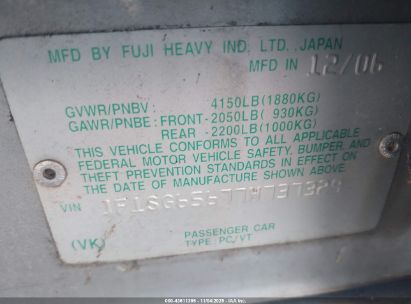 MFD BY FUJI HEAVY IND. LTD., JAPAN
MFD IN 12/06
GVWR/PNBV : 4150LB(1880KG)
GAWR/PNBE : FRONT-2050LB( 930KG)
REAR -2200LB(1000KG)
THIS VEHICLE CONFORMS TO ALL APPLICABLE
FEDERAL MOTOR VEHICLE SAFETY, BUMPER, AND
THEFT PREVENTION STANDARDS IN EFFECT
ON THE DATE OF MANUFACTURE SHOWN
ABOVE.
VIN
PASSENGER CAR
(VK) TYPE: PC/VT